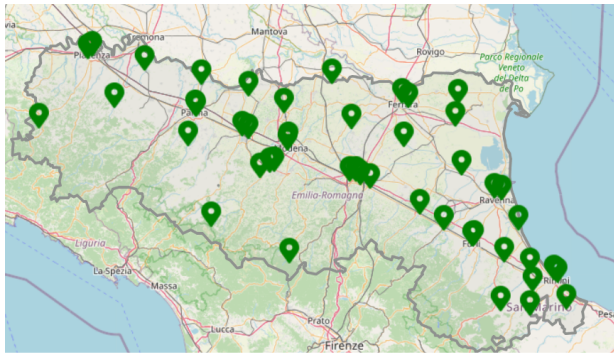 Cremona
Mantova
Piacenza
Rovigo
Parco Regionale
Veneto
del Delta
del Po
Ferrara
Parma
Modena
Emilia-Romagna
Ravenna
Liguria
Forlì
La Spezia
Massa
Rimini
San Marino
Lucca
Prato
Pesa
Firenze